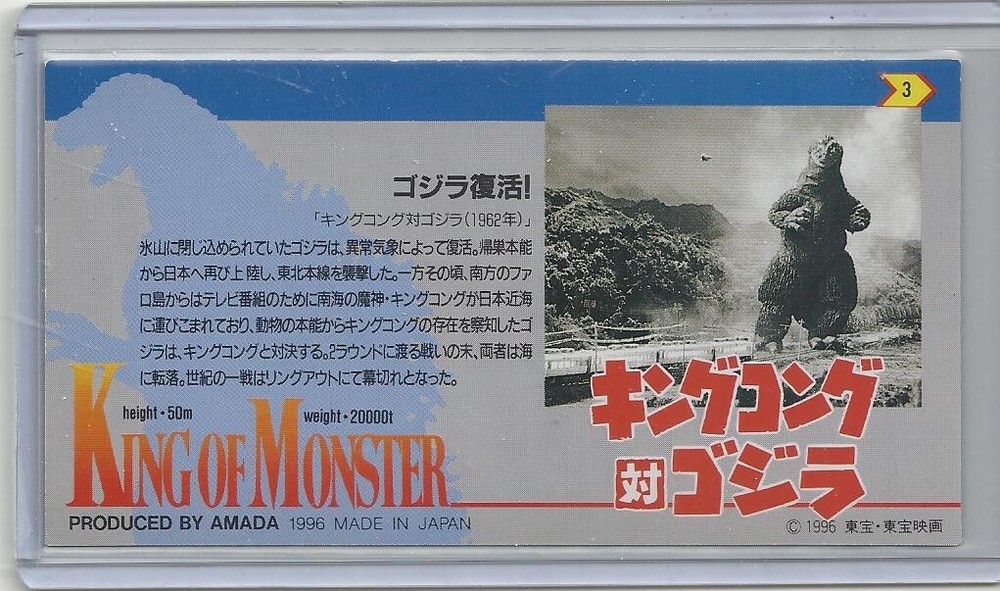 3
ゴジラ復活!
「キングコング対ゴジラ(1962年)」
氷山に閉じ込められていたゴジラは、異常気象によって復活。帰巣本能
から日本へ再び上陸し、東北本線を襲撃した。一方その頃、南方のファ
ロ島からはテレビ番組のために南海の魔神・キングコングが日本近海
に運びこまれており、動物の本能からキングコングの存在を察知したゴ
ジラは、キングコングと対決する。2ラウンドに渡る戦いの末、両者は海
に転落。世紀の一戦はリングアウトにて幕切れとなった。
height・50m
weight・20000t
KING OF MONSTER
PRODUCED BY AMADA 1996 MADE IN JAPAN
キングコング
対ゴジラ
© 1996 東宝・東宝映画